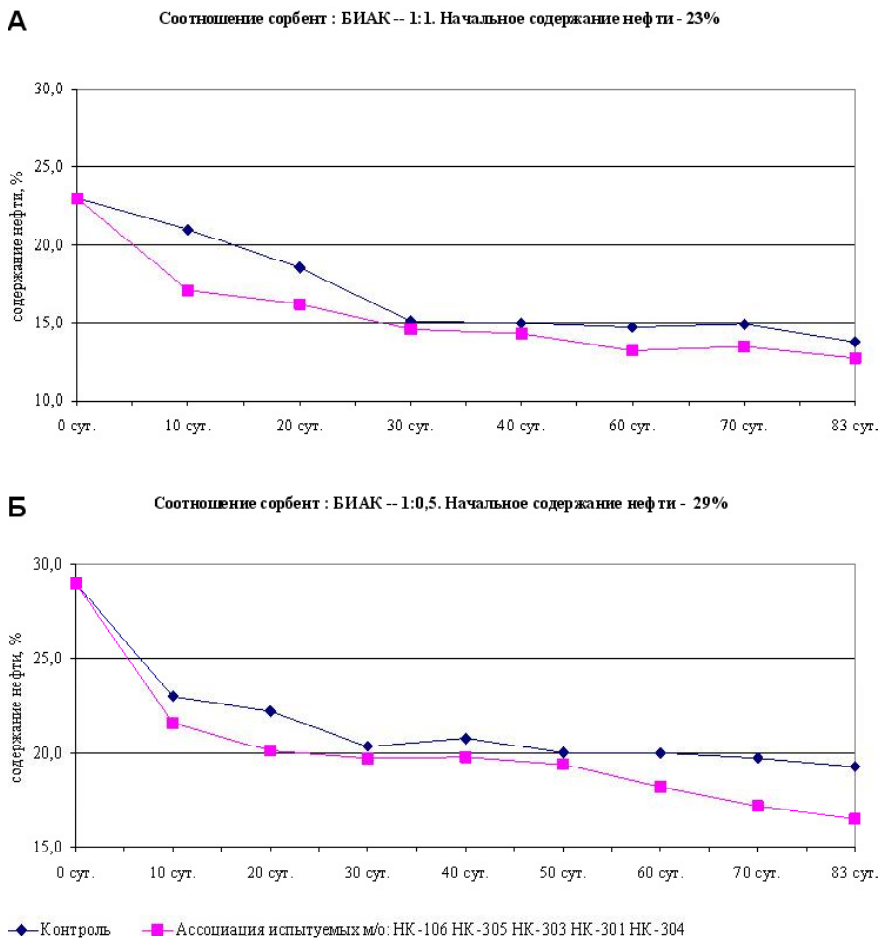 А
Соотношение сорбент : БИАК -- 1:1. Начальное содержание нефти - 23%
содержание нефти, %
30,0
25,0
20,0
15,0
10,0
0 сут. 10 сут. 20 сут. 30 сут. 40 сут. 60 сут. 70 сут. 83 сут.
Б
Соотношение сорбент : БИАК -- 1:0,5. Начальное содержание нефти - 29%
содержание нефти, %
30,0
25,0
20,0
15,0
0 сут. 10 сут. 20 сут. 30 сут. 40 сут. 50 сут. 60 сут. 70 сут. 83 сут.
Контроль Ассоциация испытуемых м/о: НК-106 НК-305 НК-303 НК-301 НК-304